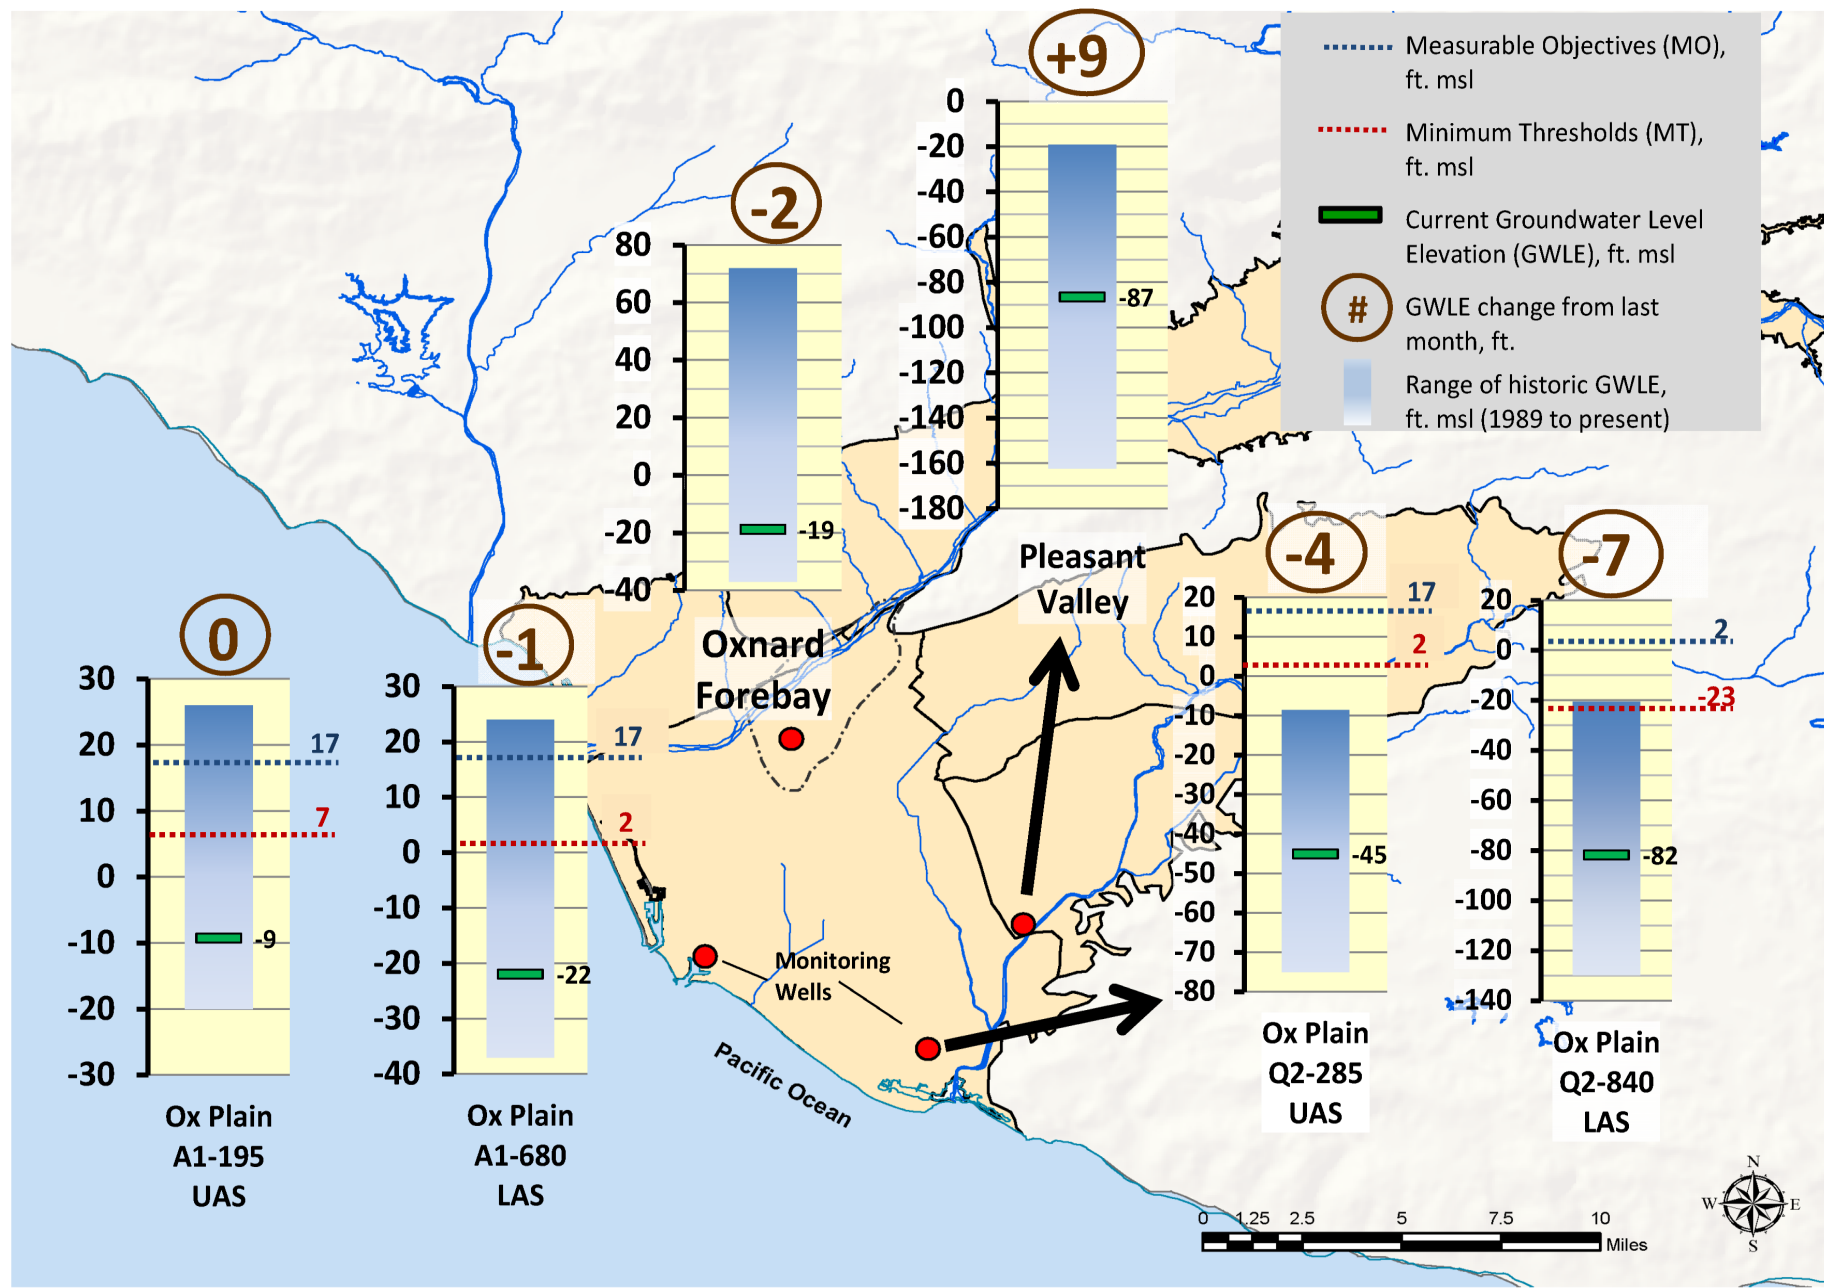 Measurable Objectives (MO),
ft. msl
Minimum Thresholds (MT),
ft. msl
Current Groundwater Level
Elevation (GWLE), ft. msl
#
GWLE change from last
month, ft.
Range of historic GWLE,
ft. msl (1989 to present)
+9
0
-20
-40
-60
-80
-100
-120
-140
-160
-180
-87
Pleasant
Valley
-2
80
60
40
20
0
-20
-40
-19
Oxnard
Forebay
0
30
20
10
0
-10
-20
-30
17
7
-9
Ox Plain
A1-195
UAS
-1
30
20
10
0
-10
-20
-30
-40
17
2
-22
Ox Plain
A1-680
LAS
-4
20
10
0
-10
-20
-30
-40
-50
-60
-70
-80
17
2
-45
Ox Plain
Q2-285
UAS
-7
20
0
-20
-40
-60
-80
-100
-120
-140
2
-23
-82
Ox Plain
Q2-840
LAS
Monitoring
Wells
Pacific Ocean
N
W E
S
0 1.25 2.5 5 7.5 10
Miles